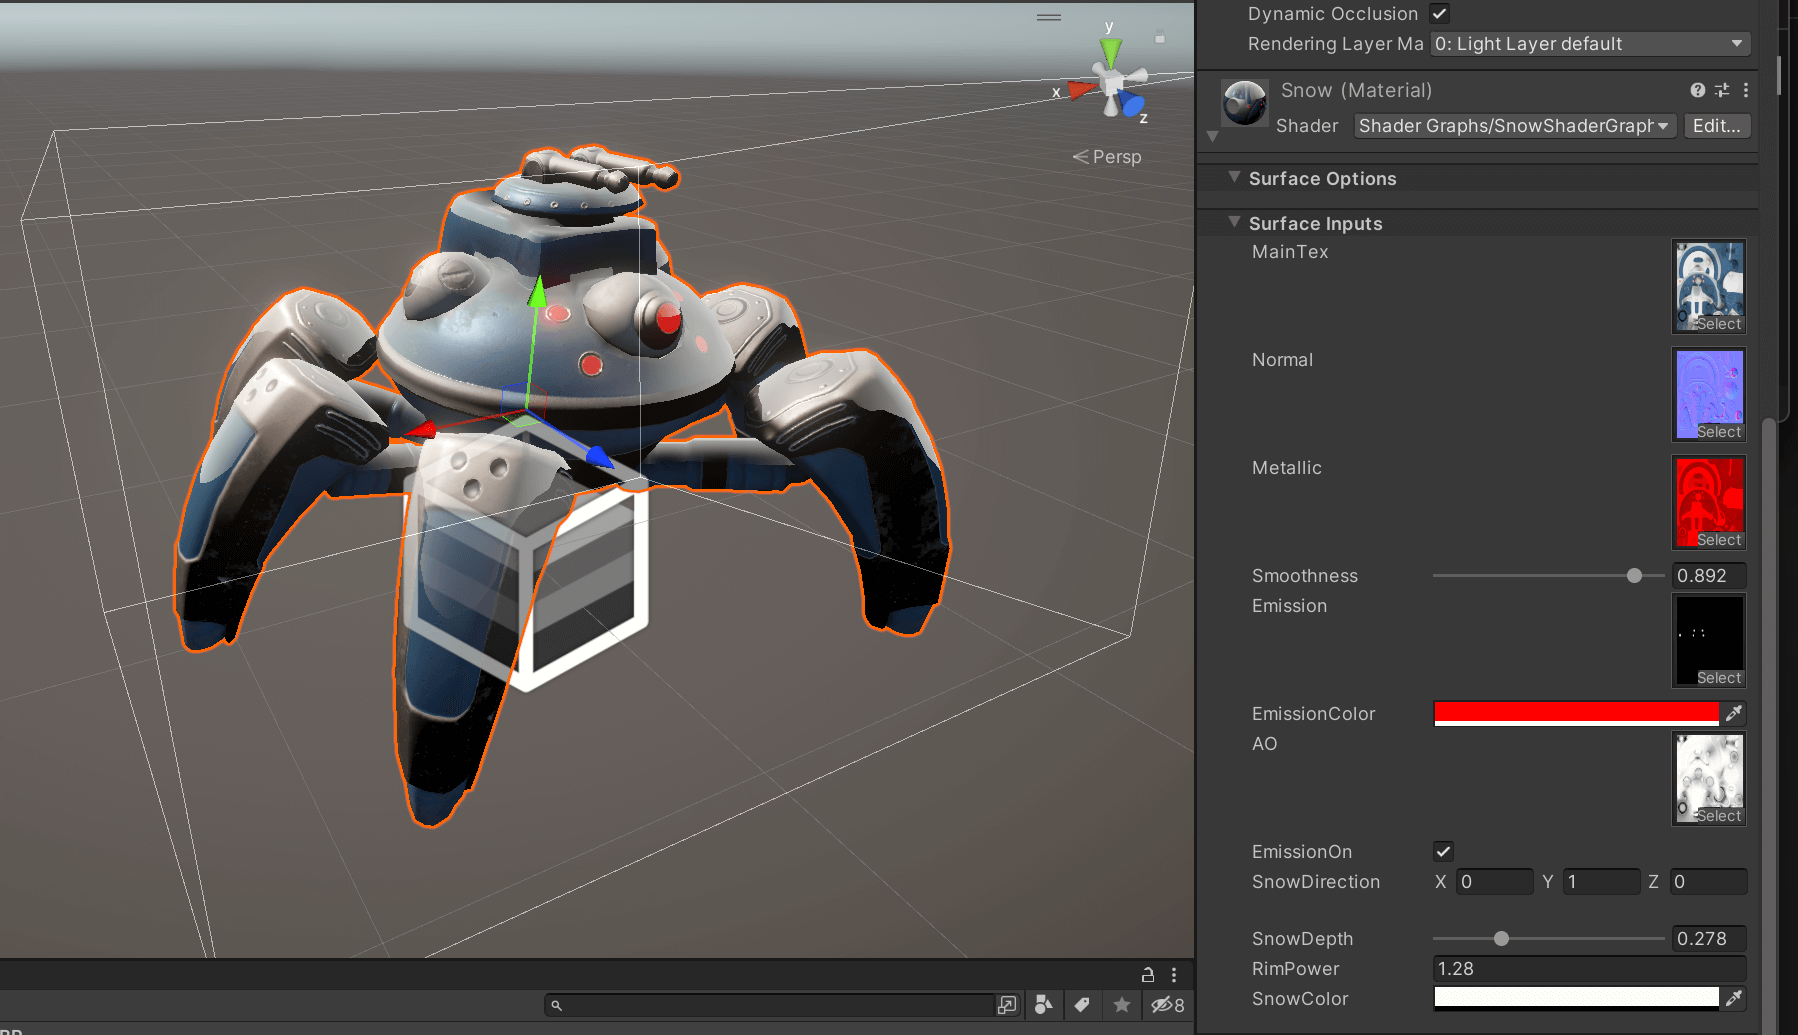 y
x
z
Persp
8
Dynamic Occlusion
Rendering Layer Ma 0: Light Layer default
Snow (Material)
Shader Shader Graphs/SnowShaderGraph Edit...
Surface Options
Surface Inputs
MainTex
Select
Normal
Select
Metallic
Select
Smoothness 0.892
Emission
Select
EmissionColor
AO
Select
EmissionOn
SnowDirection X 0 Y 1 Z 0
SnowDepth 0.278
RimPower 1.28
SnowColor